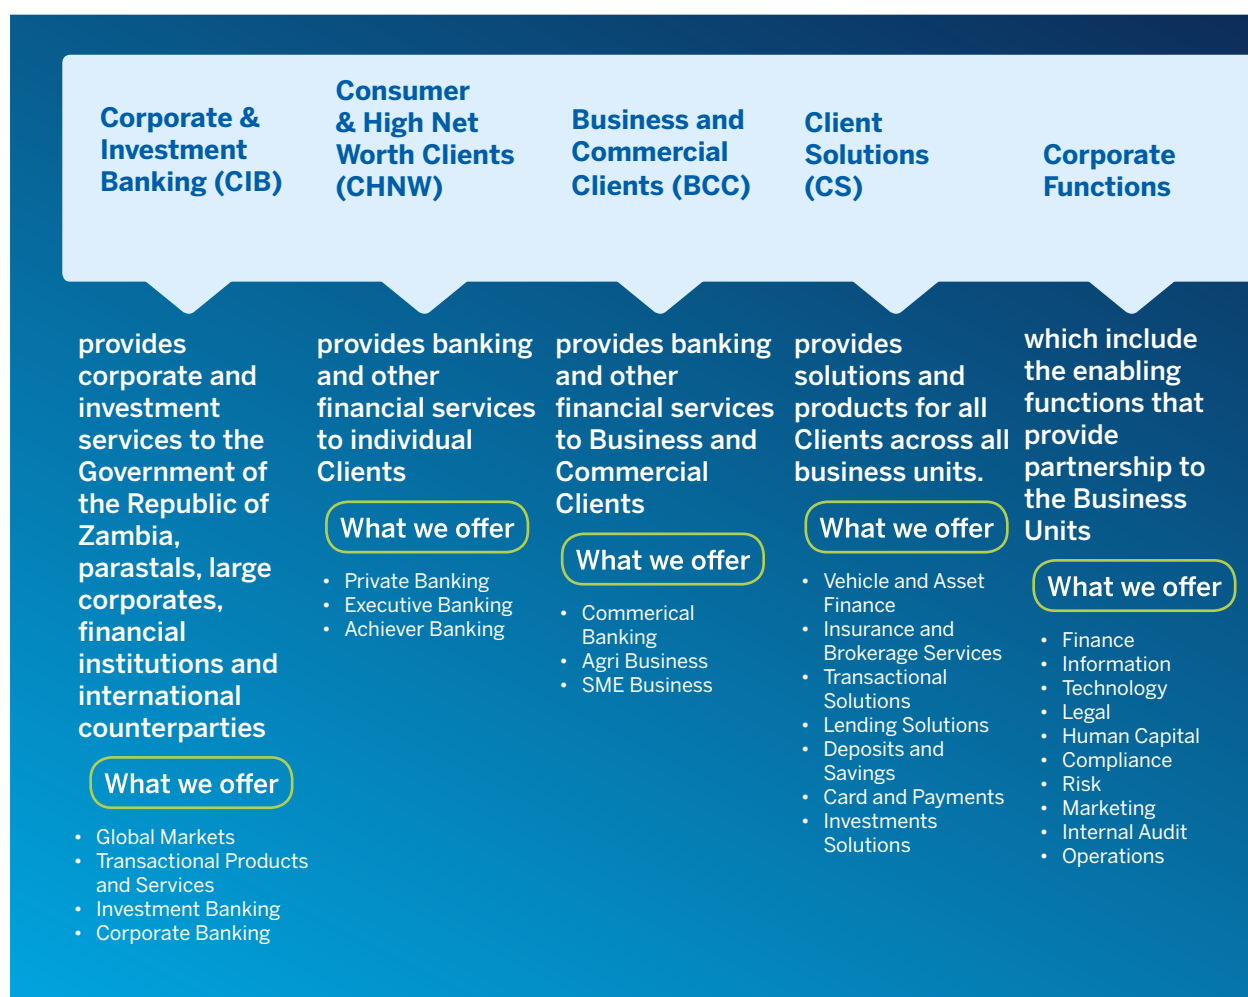 Corporate &
Investment
Banking (CIB)
provides
corporate and
investment
services to the
Government of
the Republic of
Zambia,
parastals, large
corporates,
financial
institutions and
international
counterparties
What we offer
• Global Markets
• Transactional Products
and Services
• Investment Banking
• Corporate Banking
Consumer
& High Net
Worth Clients
(CHNW)
provides banking
and other
financial services
to individual
Clients
What we offer
• Private Banking
• Executive Banking
• Achiever Banking
Business and
Commercial
Clients (BCC)
provides banking
and other
financial services
to Business and
Commercial
Clients
What we offer
• Commerical
Banking
• Agri Business
• SME Business
Client
Solutions
(CS)
provides
solutions and
products for all
Clients across all
business units.
What we offer
• Vehicle and Asset
Finance
• Insurance and
Brokerage Services
• Transactional
Solutions
• Lending Solutions
• Deposits and
Savings
• Card and Payments
• Investments
Solutions
Corporate
Functions
which include
the enabling
functions that
provide
partnership to
the Business
Units
What we offer
• Finance
• Information
• Technology
• Legal
• Human Capital
• Compliance
• Risk
• Marketing
• Internal Audit
• Operations